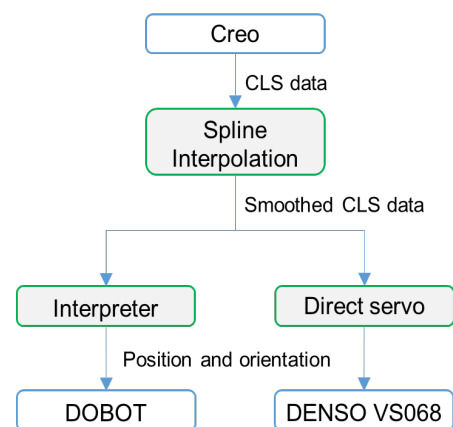 Creo
CLS data
Spline
Interpolation
Smoothed CLS data
Interpreter
Direct servo
Position and orientation
DOBOT
DENSO VS068